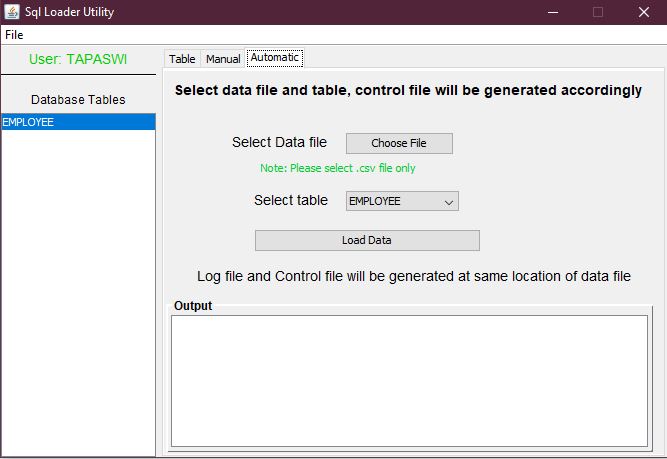 Sql Loader Utility
File
User: TAPASWI
Database Tables
EMPLOYEE
Table Manual Automatic
Select data file and table, control file will be generated accordingly
Select Data file Choose File
Note: Please select .csv file only
Select table EMPLOYEE
Load Data
Log file and Control file will be generated at same location of data file
Output